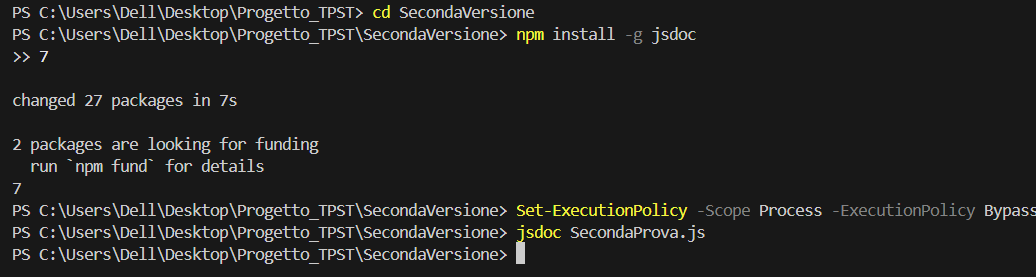 PS C:\Users\Dell\Desktop\Progetto_TPST> cd SecondaVersione
PS C:\Users\Dell\Desktop\Progetto_TPST\SecondaVersione> npm install -g jsdoc
>> 7
changed 27 packages in 7s
2 packages are looking for funding
  run `npm fund` for details
7
PS C:\Users\Dell\Desktop\Progetto_TPST\SecondaVersione> Set-ExecutionPolicy -Scope Process -ExecutionPolicy Bypass
PS C:\Users\Dell\Desktop\Progetto_TPST\SecondaVersione> jsdoc SecondaProva.js
PS C:\Users\Dell\Desktop\Progetto_TPST\SecondaVersione>